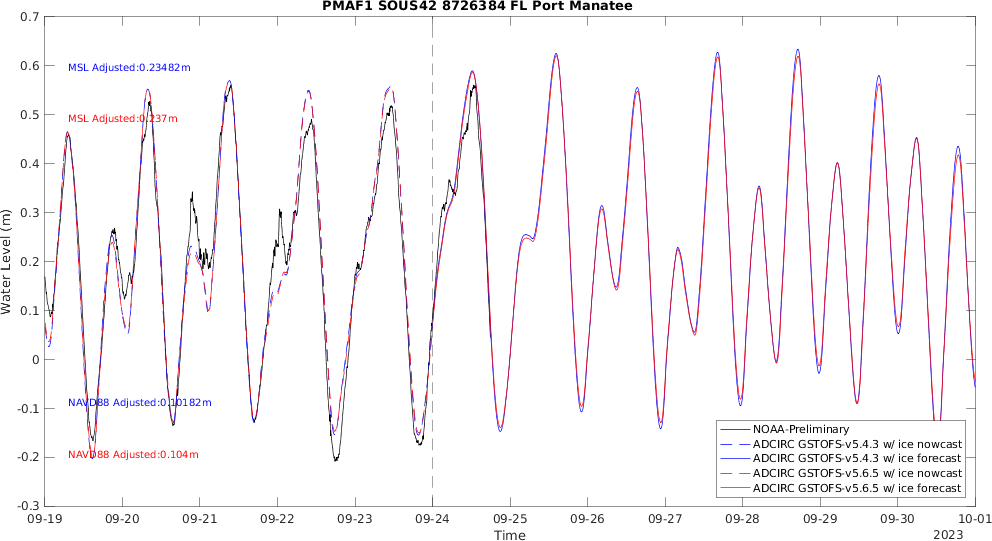 PMAF1 SOUS42 8726384 FL Port Manatee
0.7
0.6
0.5
0.4
0.3
0.2
0.1
0
-0.1
-0.2
-0.3
Water Level (m)
MSL Adjusted:0.23482m
MSL Adjusted:0.237m
NAVD88 Adjusted:0.10182m
NAVD88 Adjusted:0.104m
NOAA-Preliminary
ADCIRC GSTOFS-v5.4.3 w/ ice nowcast
ADCIRC GSTOFS-v5.4.3 w/ ice forecast
ADCIRC GSTOFS-v5.6.5 w/ ice nowcast
ADCIRC GSTOFS-v5.6.5 w/ ice forecast
09-19 09-20 09-21 09-22 09-23 09-24 09-25 09-26 09-27 09-28 09-29 09-30 10-01
Time
2023